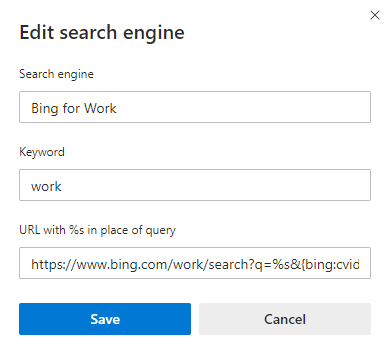 Edit search engine
Search engine
Bing for Work
Keyword
work
URL with %s in place of query
https://www.bing.com/work/search?q=%s&{bing:cvid
Save Cancel